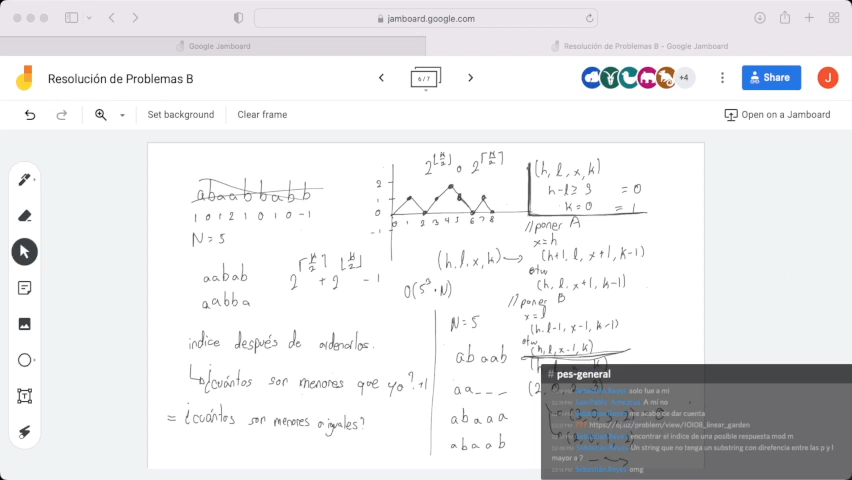 jamboard.google.com
Google Jamboard
Resolución de Problemas B - Google Jamboard
Resolución de Problemas B
6 / 7
+4
Share
J
Set background
Clear frame
Open on a Jamboard
abaabbabb
1 0 1 2 1 0 1 0 -1
N = 5
aabab
aabba
2^⌈k/2⌉ + 2^⌊k/2⌋ - 1
indice después de ordenarlos.
↳ ¿cuántos son menores que yo? +1
= ¿cuántos son menores o iguales?
2^⌊k/2⌋ o 2^⌈k/2⌉
2
1
0
-1
0 1 2 3 4 5 6 7 8
(h, l, x, k) →
O(5³ · N)
N = 5
abaab
aa _ _ _
abaaa
abaab
(h, l, x, k)
h-l ≥ 3 = 0
k = 0 = 1
// poner A
x = h
(h+1, l, x+1, k-1)
otw
(h, l, x+1, k-1)
// poner B
x = l
(h, l-1, x-1, k-1)
otw
(h, l, x-1, k)
# pes-general
solo fue a mi
A mi no
me acabo de dar cuenta
https://oj.uz/problem/view/IOI08_linear_garden
encontrar el índice de una posible respuesta mod m
Un string que no tenga un substring con direfencia entre las p y l
mayor a ?
omg